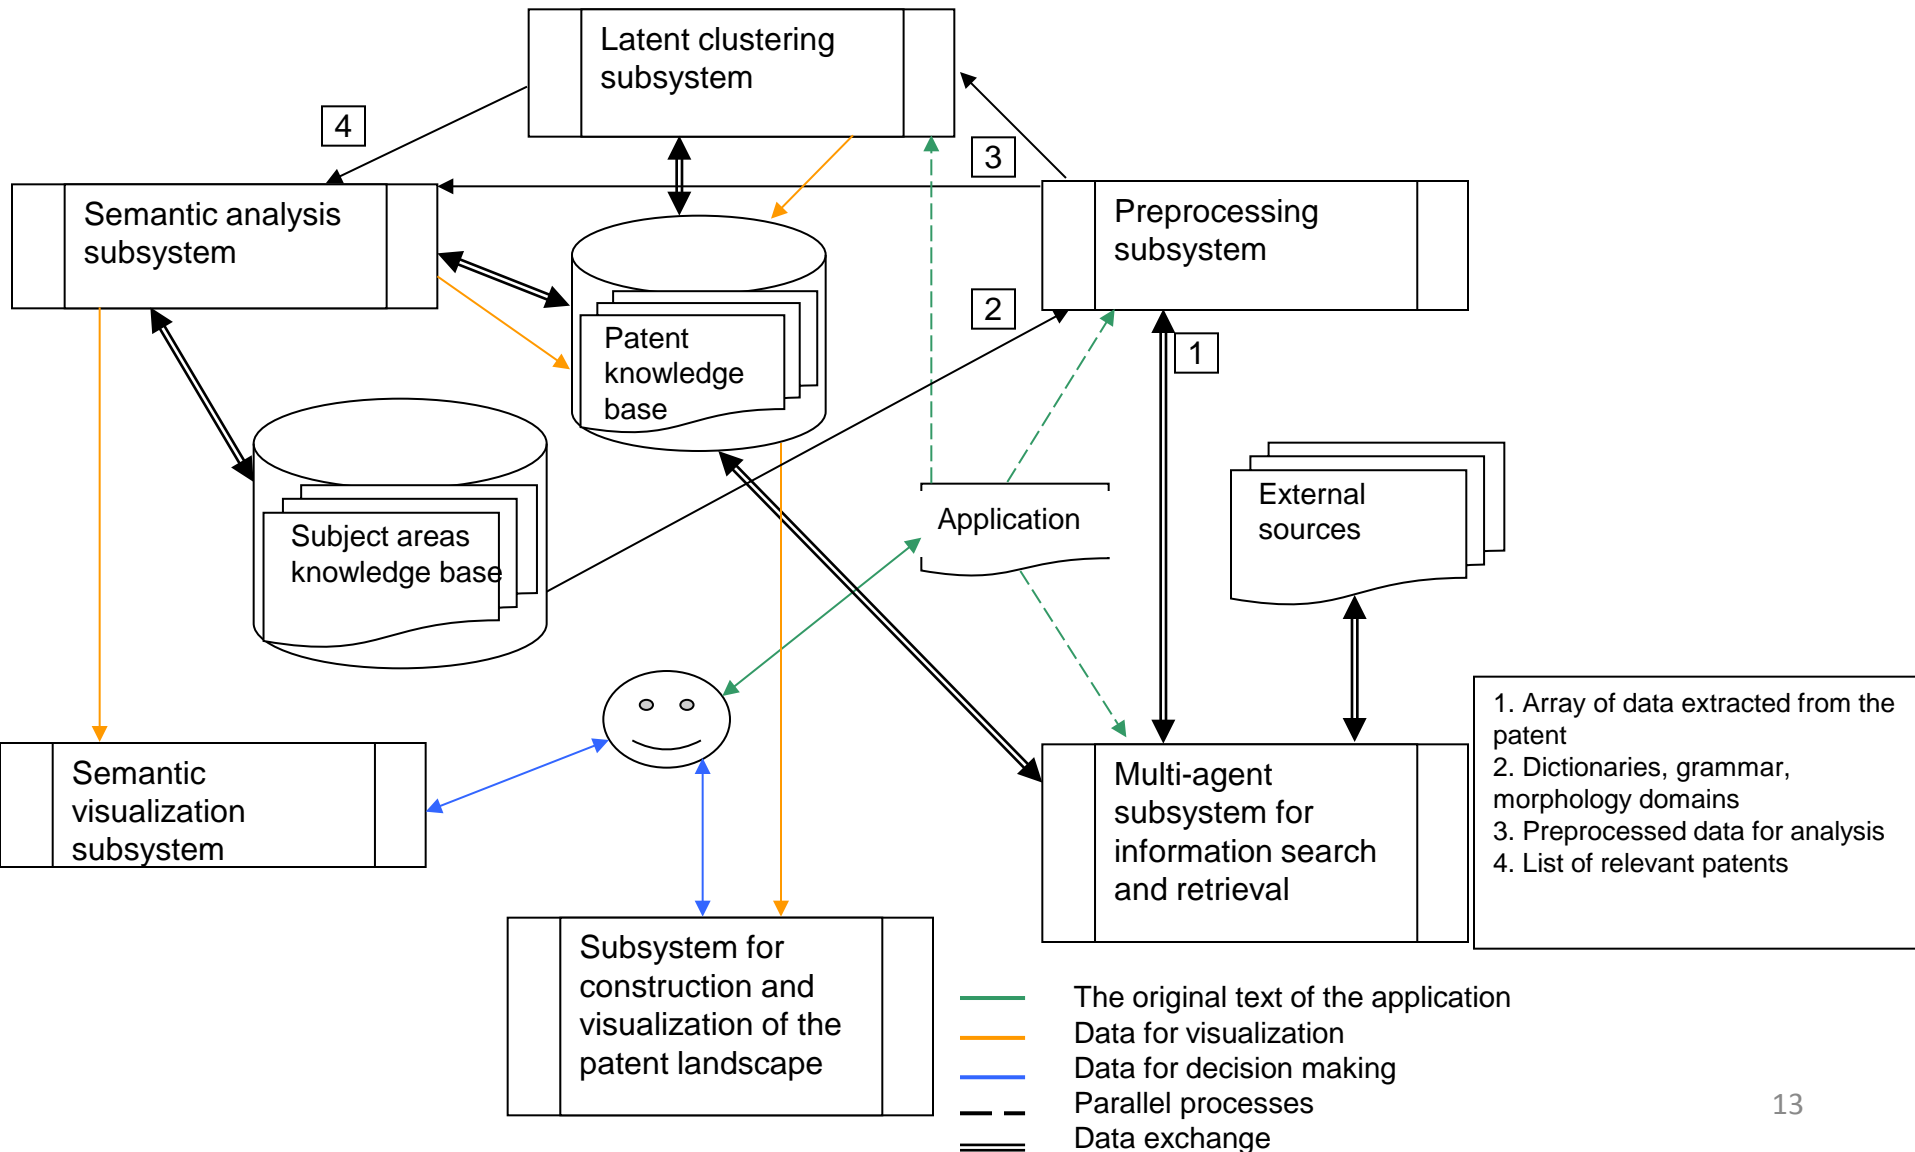 Latent clustering
subsystem
4
3
Semantic analysis
subsystem
Preprocessing
subsystem
2
1
Patent
knowledge
base
External
sources
Application
Subject areas
knowledge base
1. Array of data extracted from the
patent
2. Dictionaries, grammar,
morphology domains
3. Preprocessed data for analysis
4. List of relevant patents
Semantic
visualization
subsystem
Multi-agent
subsystem for
information search
and retrieval
Subsystem for
construction and
visualization of the
patent landscape
The original text of the application
Data for visualization
Data for decision making
Parallel processes
Data exchange
13